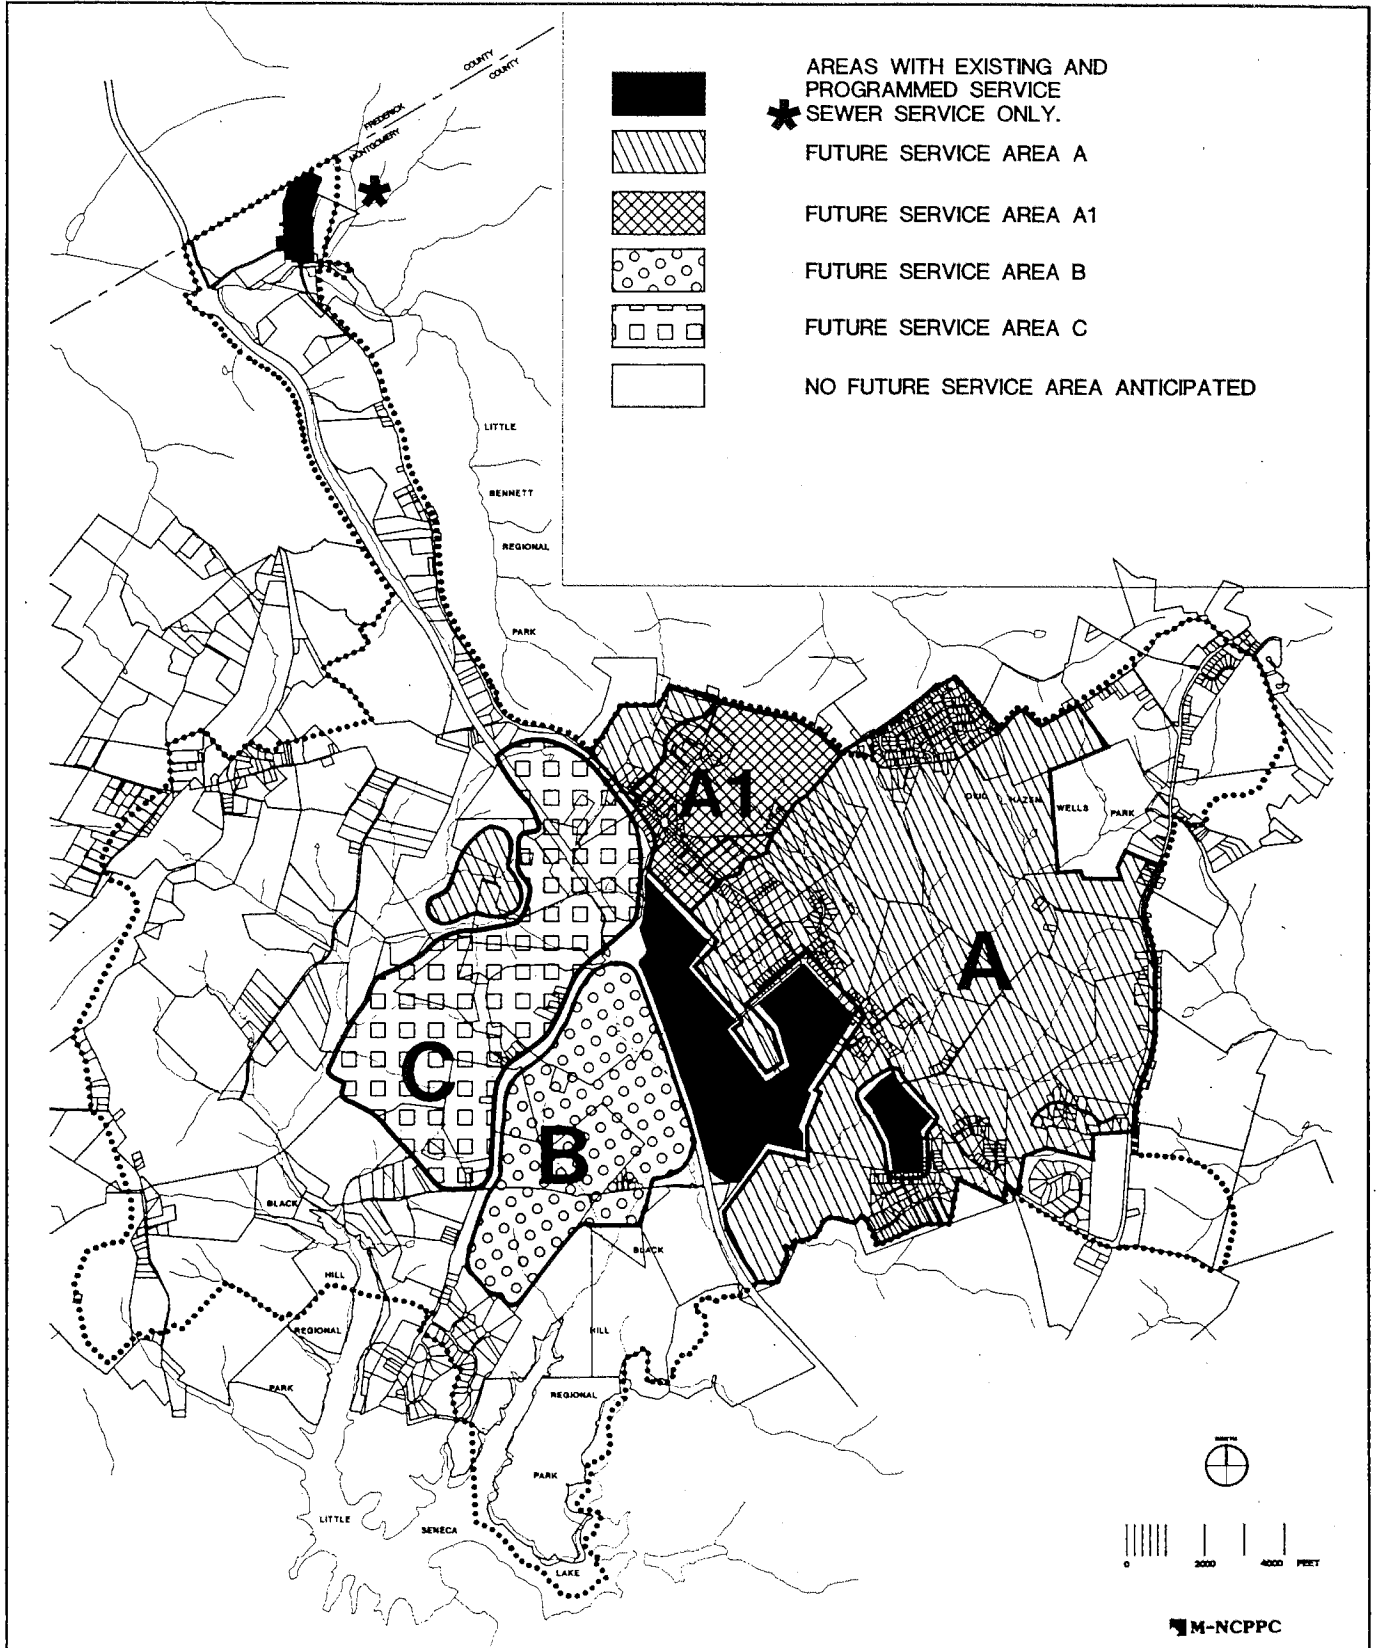 AREAS WITH EXISTING AND
PROGRAMMED SERVICE
* SEWER SERVICE ONLY.
FUTURE SERVICE AREA A
FUTURE SERVICE AREA A1
FUTURE SERVICE AREA B
FUTURE SERVICE AREA C
NO FUTURE SERVICE AREA ANTICIPATED
COUNTY
COUNTY
FREDERICK
MONTGOMERY
*
LITTLE
BENNETT
REGIONAL
PARK
A1
WELLS PARK
A
C
B
BLACK
HILL
REGIONAL
PARK
BLACK
HILL
REGIONAL
PARK
LITTLE
SENECA
LAKE
NORTH
0 2000 4000 FEET
M-NCPPC